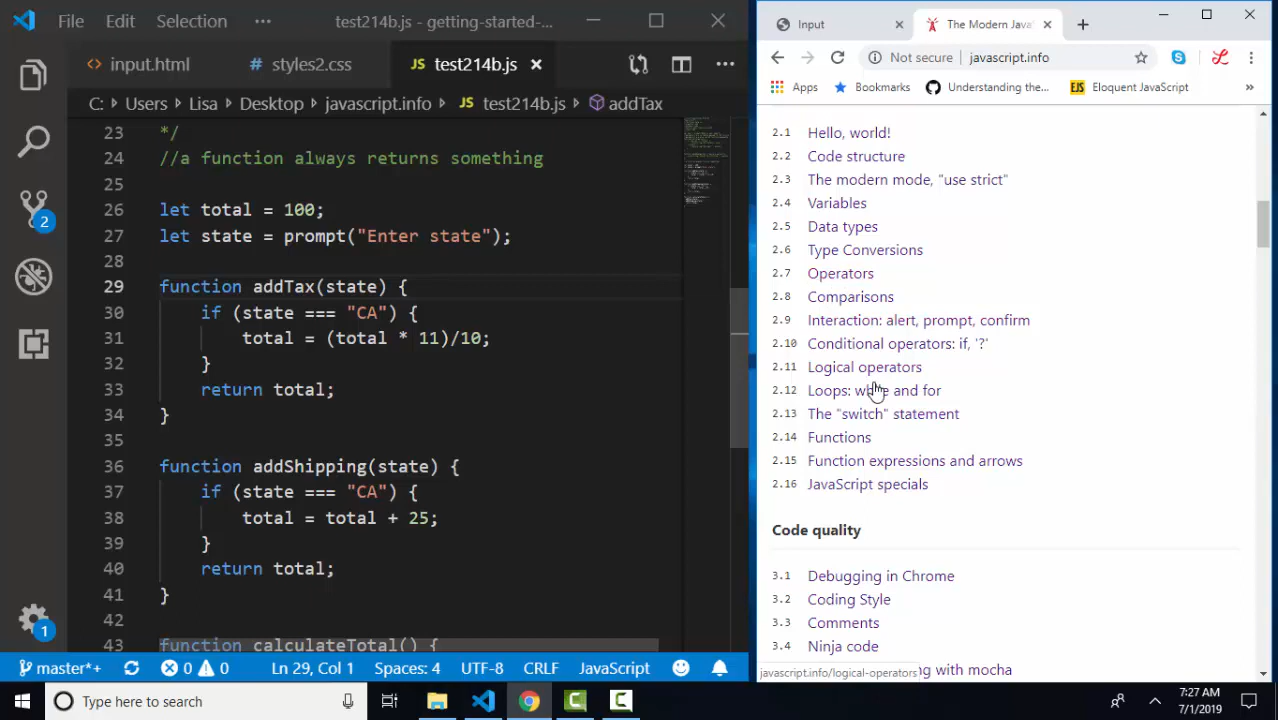 Edit Selection ··· test214b.js - getting-started-...
input.html
styles2.css
JS test214b.js
C: > Users > Lisa > Desktop > javascript.info > JS test214b.js > addTax
23 */
24 //a function always returns something
25
26 let total = 100;
27 let state = prompt("Enter state");
28
29 function addTax(state) {
30 if (state === "CA") {
31 total = (total * 11)/10;
32 }
33 return total;
34 }
35
36 function addShipping(state) {
37 if (state === "CA") {
38 total = total + 25;
39 }
40 return total;
41 }
42
43 function calculateTotal() {
2
1
master*+ 0 0 Ln 29, Col 1 Spaces: 4 UTF-8 CRLF JavaScript
Input
The Modern Java
Not secure | javascript.info
Apps Bookmarks Understanding the... EJS Eloquent JavaScript »
2.1 Hello, world!
2.2 Code structure
2.3 The modern mode, "use strict"
2.4 Variables
2.5 Data types
2.6 Type Conversions
2.7 Operators
2.8 Comparisons
2.9 Interaction: alert, prompt, confirm
2.10 Conditional operators: if, '?'
2.11 Logical operators
2.12 Loops: while and for
2.13 The "switch" statement
2.14 Functions
2.15 Function expressions and arrows
2.16 JavaScript specials
Code quality
3.1 Debugging in Chrome
3.2 Coding Style
3.3 Comments
3.4 Ninja code
javascript.info/logical-operators
with mocha
Type here to search
7:27 AM
7/1/2019